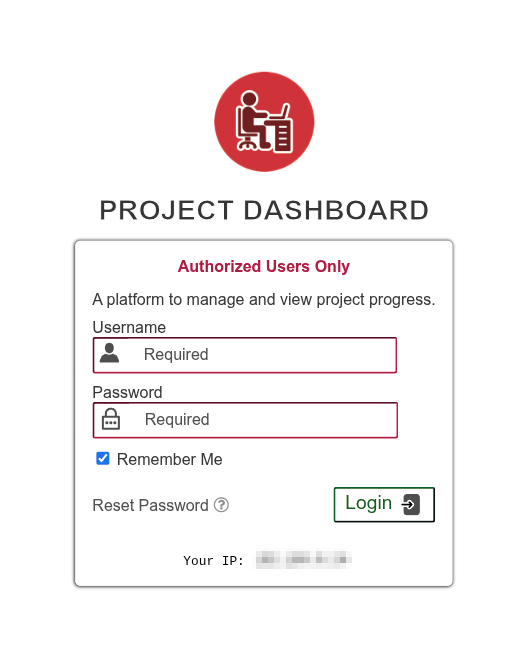 PROJECT DASHBOARD
Authorized Users Only
A platform to manage and view project progress.
Username
Required
Password
Required
Remember Me
Reset Password ?
Login
Your IP: